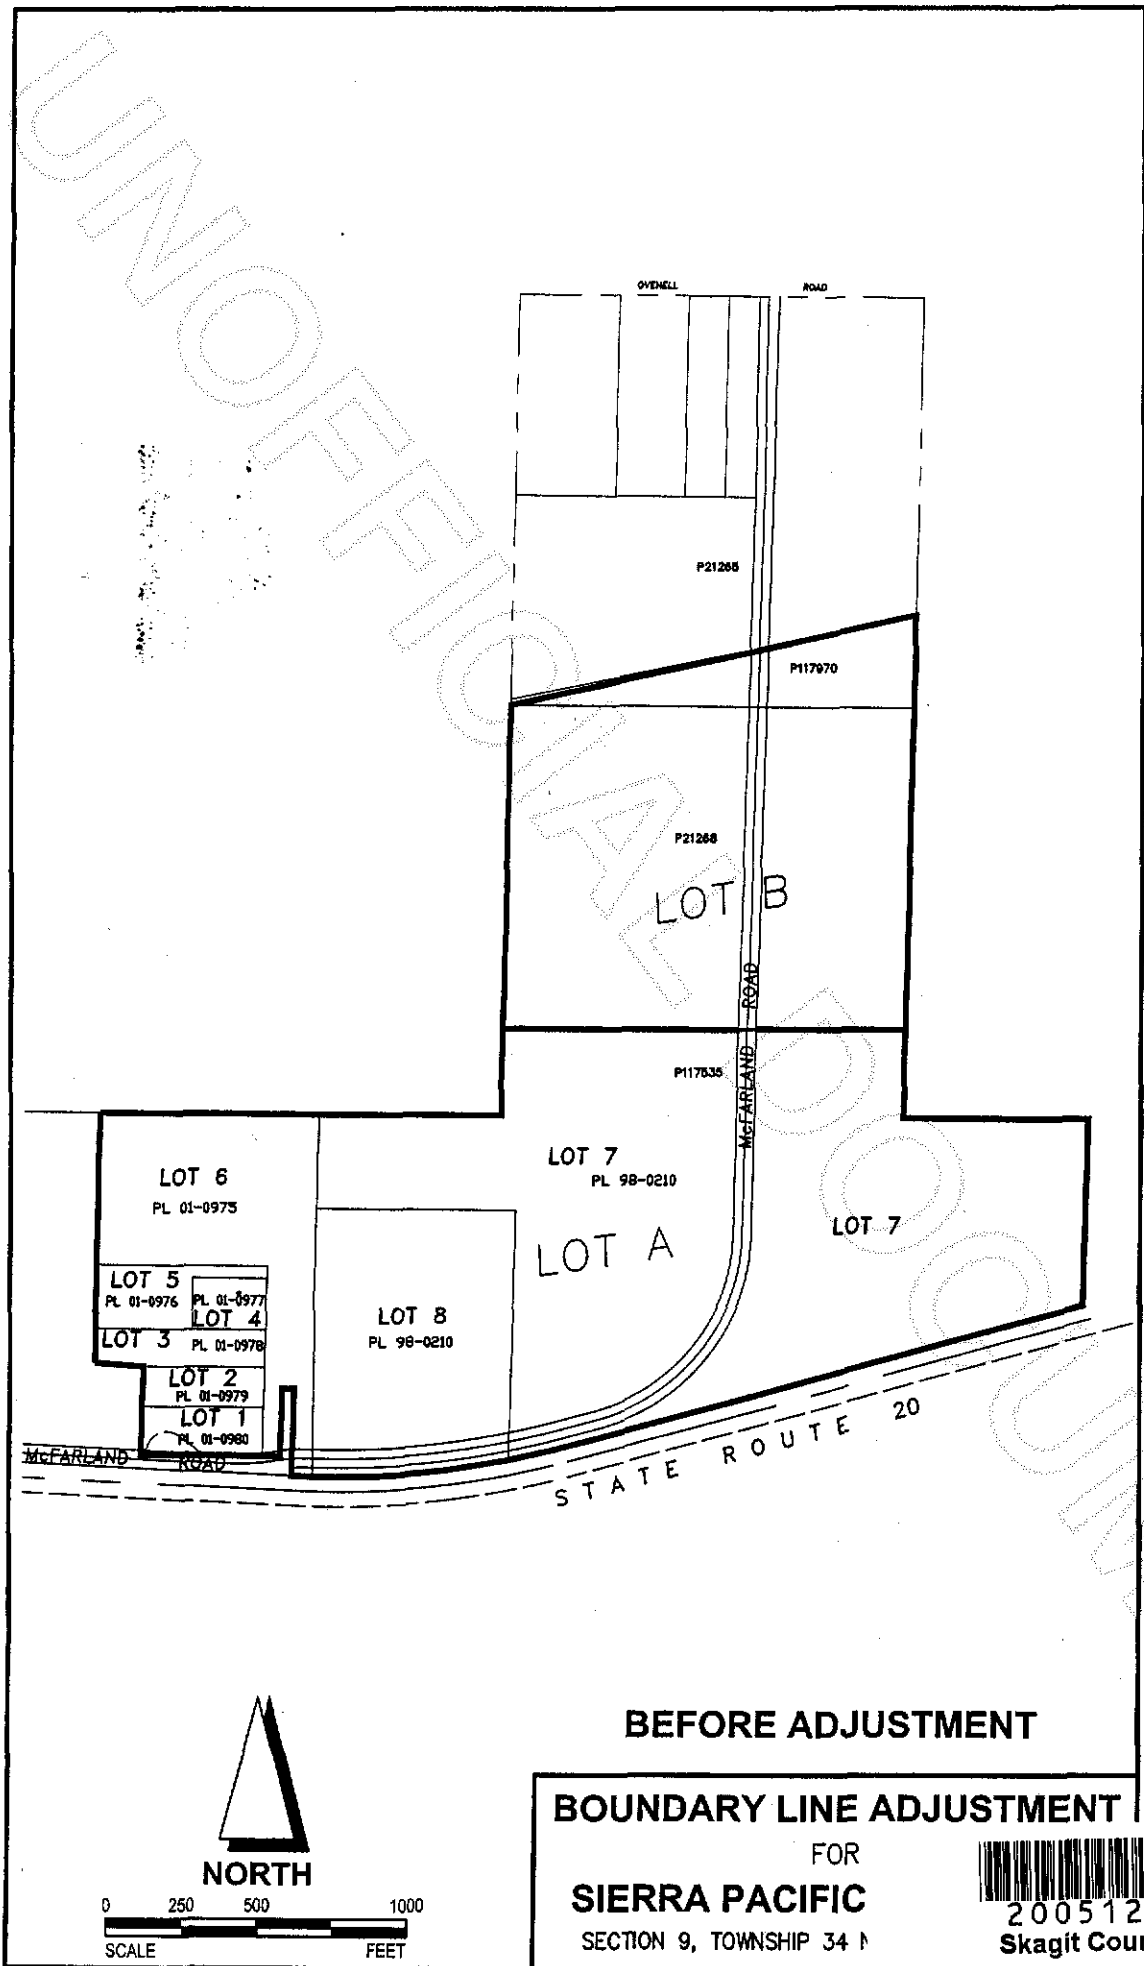 UNOFFICIAL DOCUM
OVENELL ROAD
P21265
P117970
P21268
LOT B
McFARLAND ROAD
P117535
LOT 7
PL 98-0210
LOT 7
LOT A
LOT 6
PL 01-0975
LOT 5
PL 01-0976
PL 01-0977
LOT 4
LOT 3 PL 01-0978
LOT 2
PL 01-0979
LOT 1
PL 01-0980
LOT 8
PL 98-0210
McFARLAND ROAD
STATE ROUTE 20
BEFORE ADJUSTMENT
NORTH
0 250 500 1000
SCALE FEET
BOUNDARY LINE ADJUSTMENT
FOR
SIERRA PACIFIC
SECTION 9, TOWNSHIP 34
200512
Skagit Cou